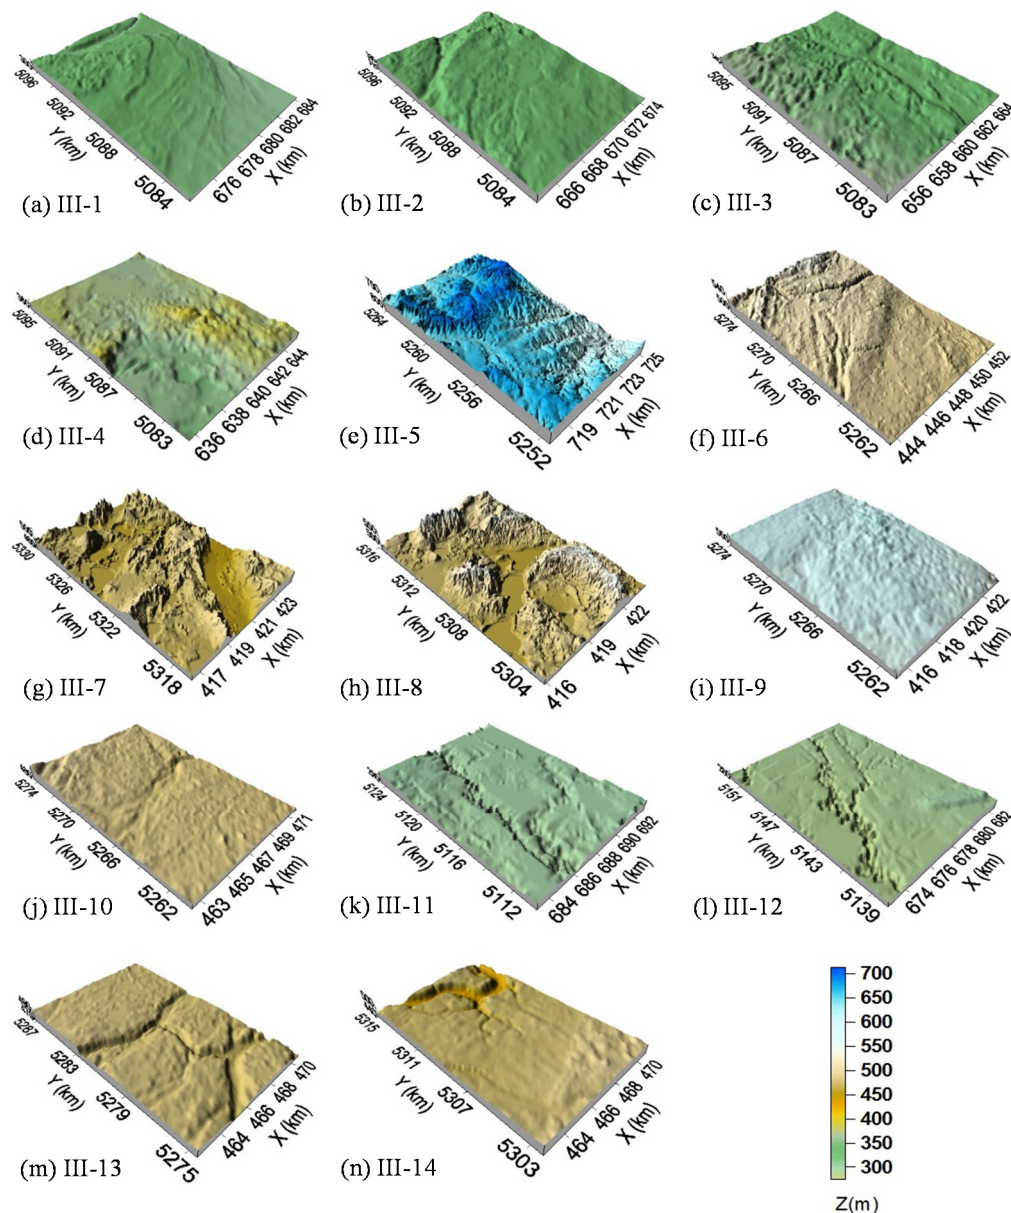 5096
5092
5088
5084
Y (km)
676 678 680 682 684
X (km)
(a) III-1
5096
5092
5088
5084
Y (km)
666 668 670 672 674
X (km)
(b) III-2
5095
5091
5087
5083
Y (km)
656 658 660 662 664
X (km)
(c) III-3
5095
5091
5087
5083
Y (km)
636 638 640 642 644
X (km)
(d) III-4
5264
5260
5256
5252
Y (km)
719 721 723 725
X (km)
(e) III-5
5274
5270
5266
5262
Y (km)
444 446 448 450 452
X (km)
(f) III-6
5330
5326
5322
5318
Y (km)
417 419 421 423
X (km)
(g) III-7
5316
5312
5308
5304
Y (km)
416 419 422
X (km)
(h) III-8
5274
5270
5266
5262
Y (km)
416 418 420 422
X (km)
(i) III-9
5274
5270
5266
5262
Y (km)
463 465 467 469 471
X (km)
(j) III-10
5124
5120
5116
5112
Y (km)
684 686 688 690 692
X (km)
(k) III-11
5151
5147
5143
5139
Y (km)
674 676 678 680 682
X (km)
(l) III-12
5287
5283
5279
5275
Y (km)
464 466 468 470
X (km)
(m) III-13
5315
5311
5307
5303
Y (km)
464 466 468 470
X (km)
(n) III-14
700
650
600
550
500
450
400
350
300
Z(m)